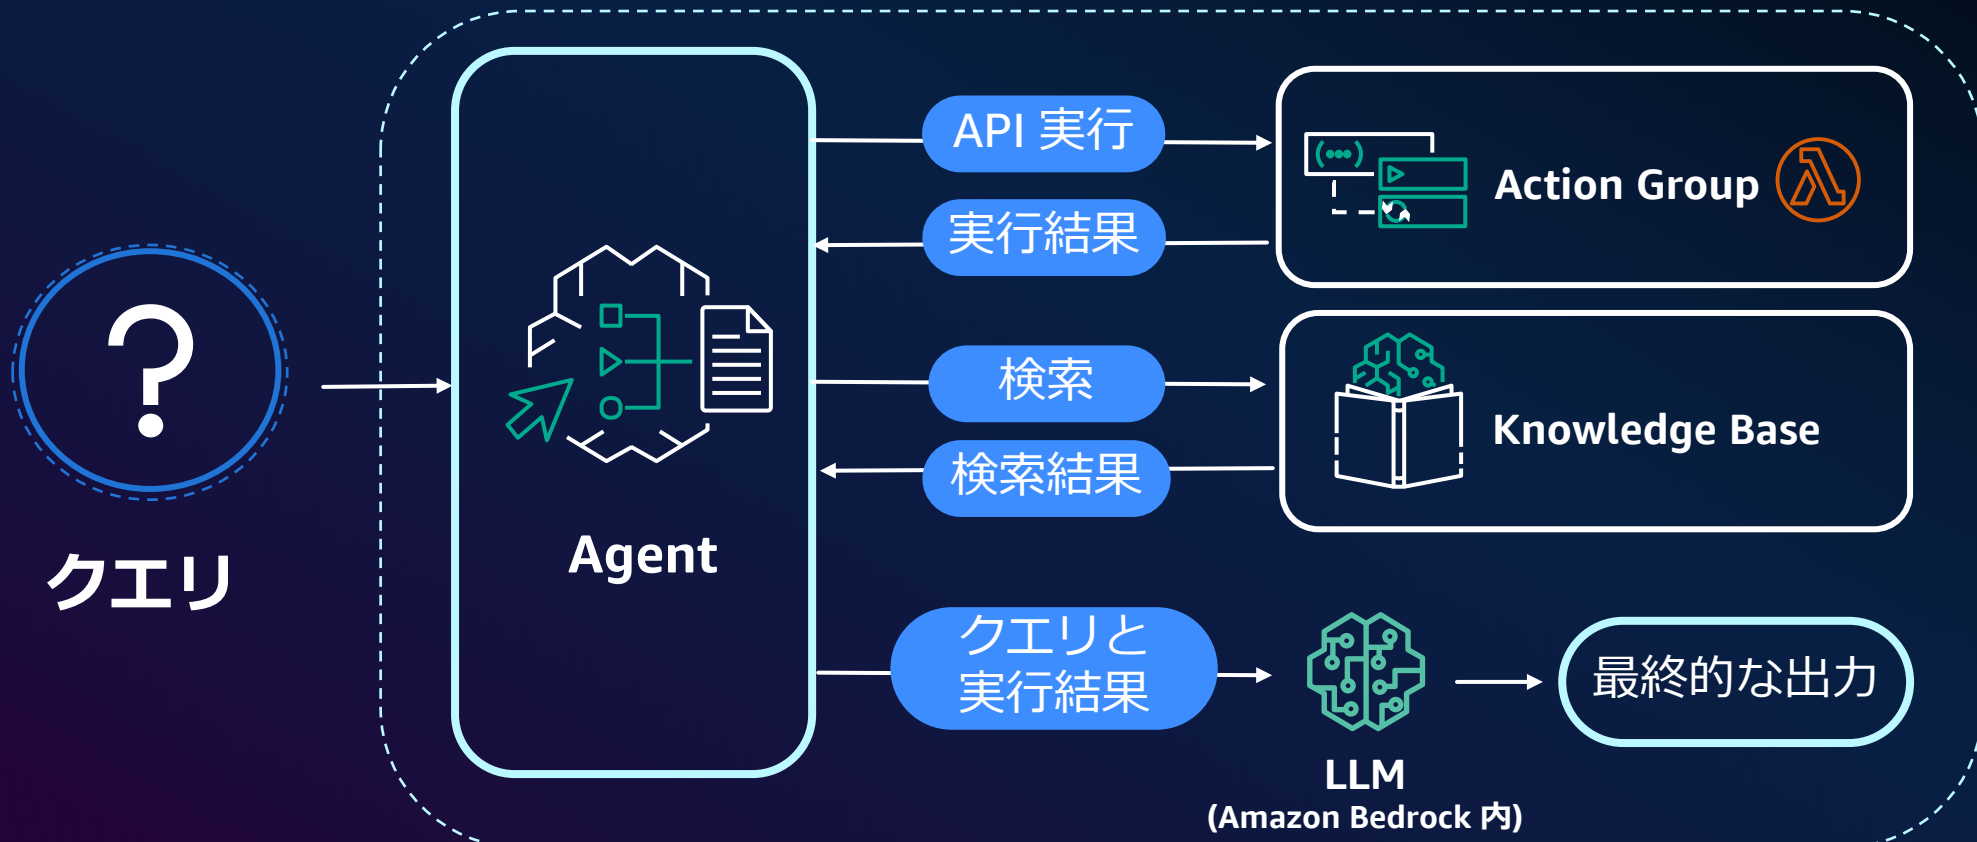 クエリ
Agent
API 実行
実行結果
検索
検索結果
クエリと
実行結果
Action Group
Knowledge Base
LLM
(Amazon Bedrock 内)
最終的な出力